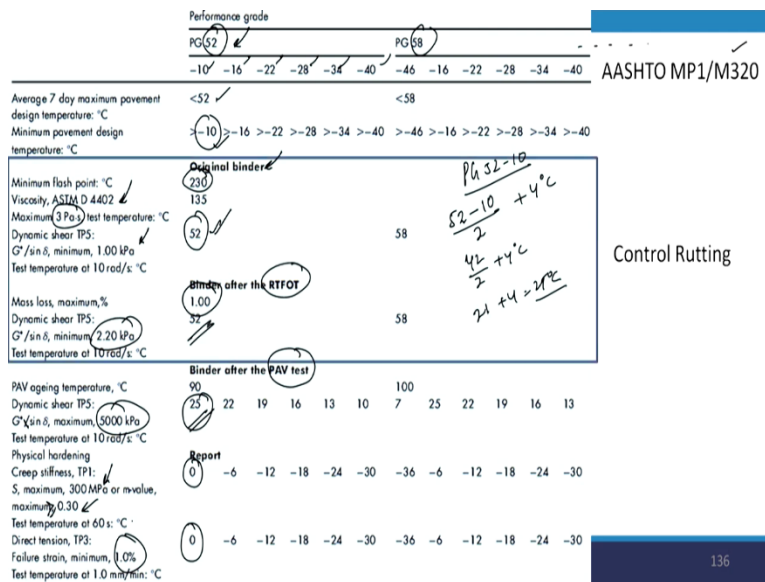 Performance grade
PG 52 PG 58
-10 -16 -22 -28 -34 -40 -46 -16 -22 -28 -34 -40 AASHTO MP1/M320
Average 7 day maximum pavement <52 <58
design temperature: °C
Minimum pavement design >-10 >-16 >-22 >-28 >-34 >-40 >-46 >-16 >-22 >-28 >-34 >-40
temperature: °C
Original binder
PG 52-10
Minimum flash point: °C 230
Viscosity, ASTM D 4402 135
Maximum 3 Pa·s test temperature: °C
52-10/2 + 4°C
Dynamic shear TP5: 52 58
G*/sin δ, minimum, 1.00 kPa
42/2 + 4°C
Test temperature at 10 rad/s: °C
Control Rutting
Binder after the RTFOT
21 + 4 = 25°C
Mass loss, maximum,% 1.00
Dynamic shear TP5: 52 58
G*/sin δ, minimum, 2.20 kPa
Test temperature at 10 rad/s: °C
Binder after the PAV test
PAV ageing temperature, °C 90 100
Dynamic shear TP5: 25 22 19 16 13 10 7 25 22 19 16 13
G* sin δ, maximum, 5000 kPa
Test temperature at 10 rad/s: °C
Physical hardening Report
Creep stiffness, TP1: 0 -6 -12 -18 -24 -30 -36 -6 -12 -18 -24 -30
S, maximum, 300 MPa or m-value,
maximum, 0.30
Test temperature at 60 s: °C
Direct tension, TP3: 0 -6 -12 -18 -24 -30 -36 -6 -12 -18 -24 -30
Failure strain, minimum, 1.0%
Test temperature at 1.0 mm/min: °C
136